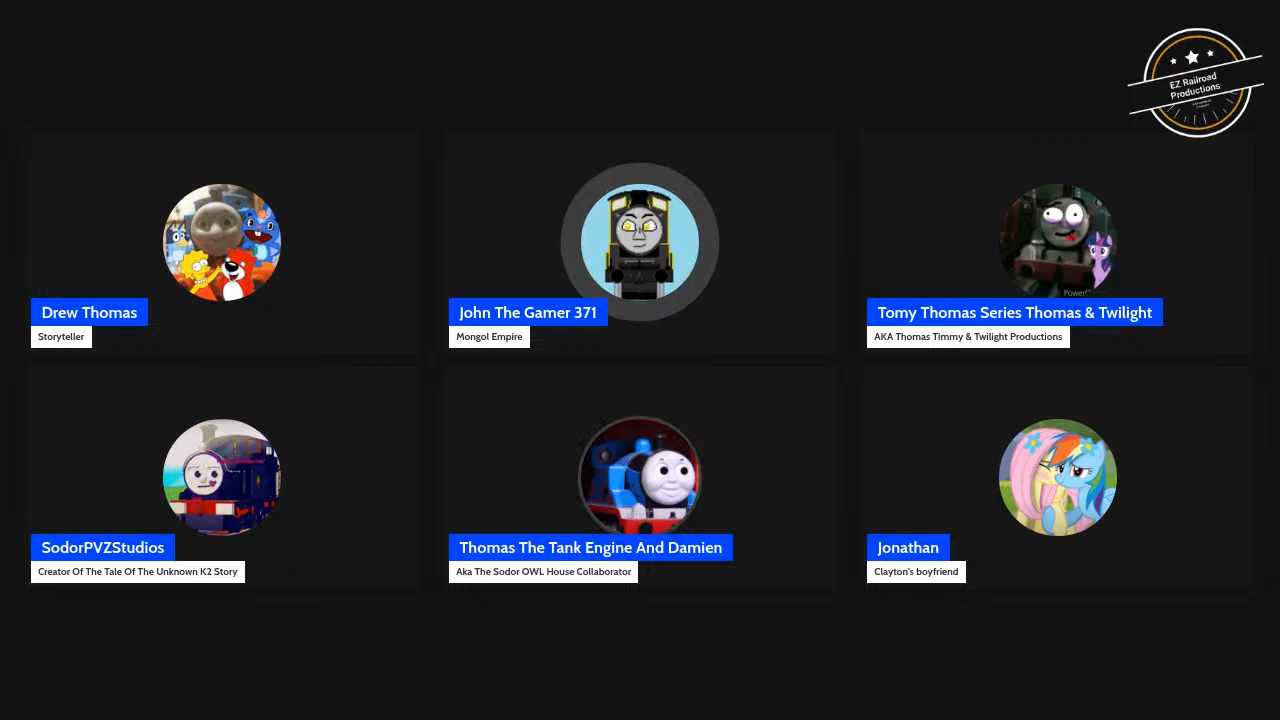 EZ Railroad
Productions
Drew Thomas
Storyteller
John The Gamer 371
Mongol Empire
Tomy Thomas Series Thomas & Twilight
AKA Thomas Timmy & Twilight Productions
SodorPVZStudios
Creator Of The Tale Of The Unknown K2 Story
Thomas The Tank Engine And Damien
Aka The Sodor OWL House Collaborator
Jonathan
Clayton's boyfriend